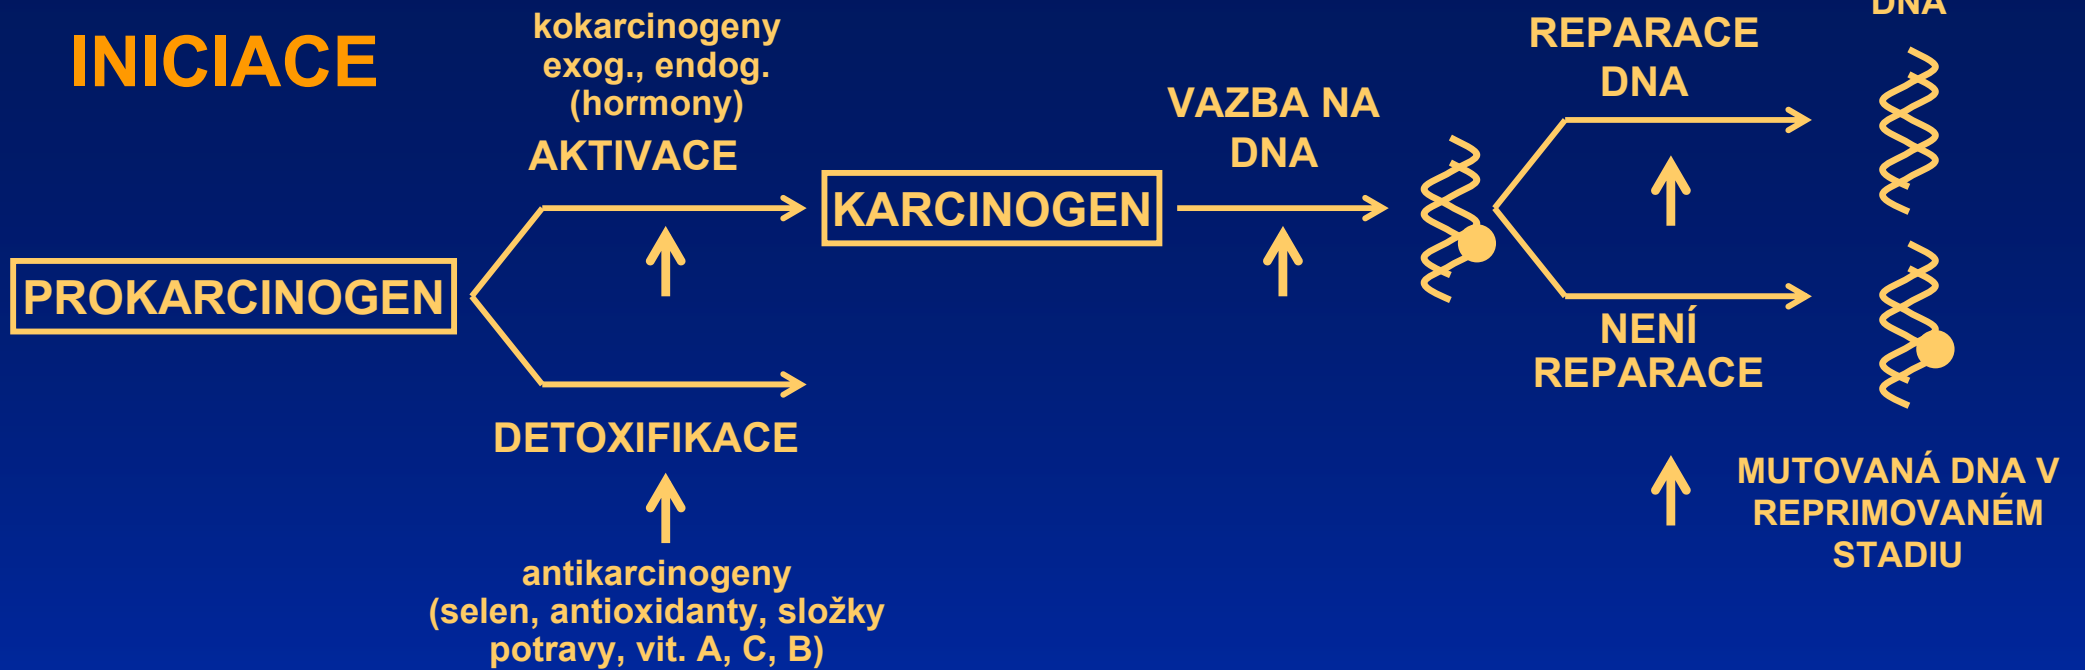 INICIACE
kokarcinogeny
exog., endog.
(hormony)
AKTIVACE
PROKARCINOGEN
DETOXIFIKACE
antikarcinogeny
(selen, antioxidanty, složky
potravy, vit. A, C, B)
KARCINOGEN
VAZBA NA
DNA
REPARACE
DNA
NENÍ
REPARACE
DNA
MUTOVANÁ DNA V
REPRIMOVANÉM
STADIU